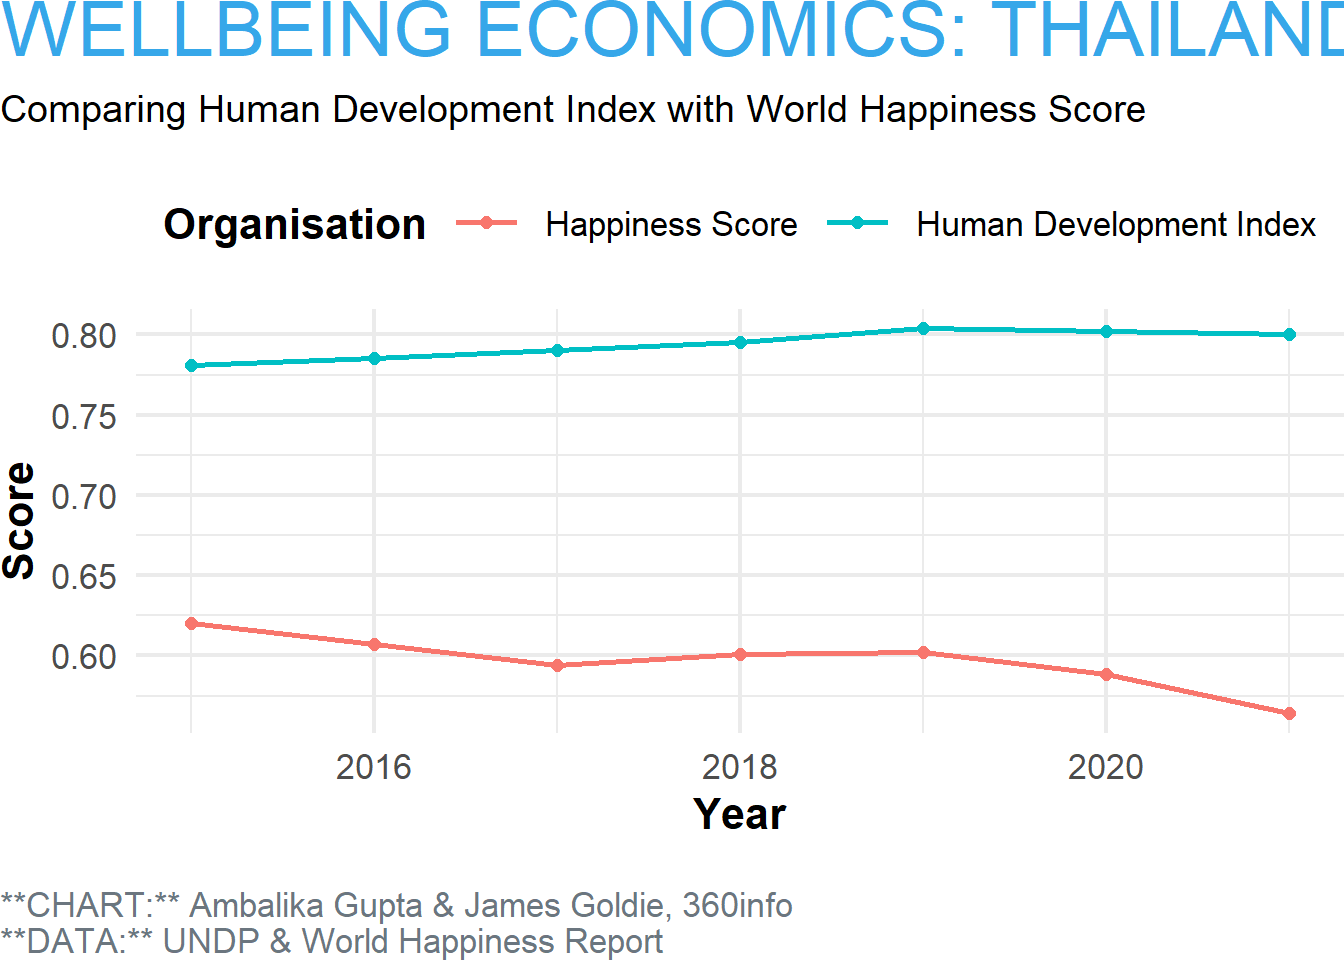 WELLBEING ECONOMICS: THAILAND
Comparing Human Development Index with World Happiness Score
Organisation Happiness Score Human Development Index
0.80
0.75
0.70
0.65
0.60
Score
2016 2018 2020
Year
**CHART:** Ambalika Gupta & James Goldie, 360info
**DATA:** UNDP & World Happiness Report